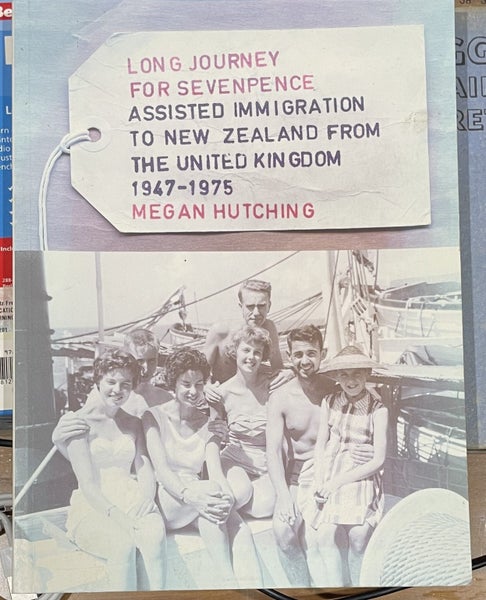 LONG JOURNEY
FOR SEVENPENCE
ASSISTED IMMIGRATION
TO NEW ZEALAND FROM
THE UNITED KINGDOM
1947-1975
MEGAN HUTCHING